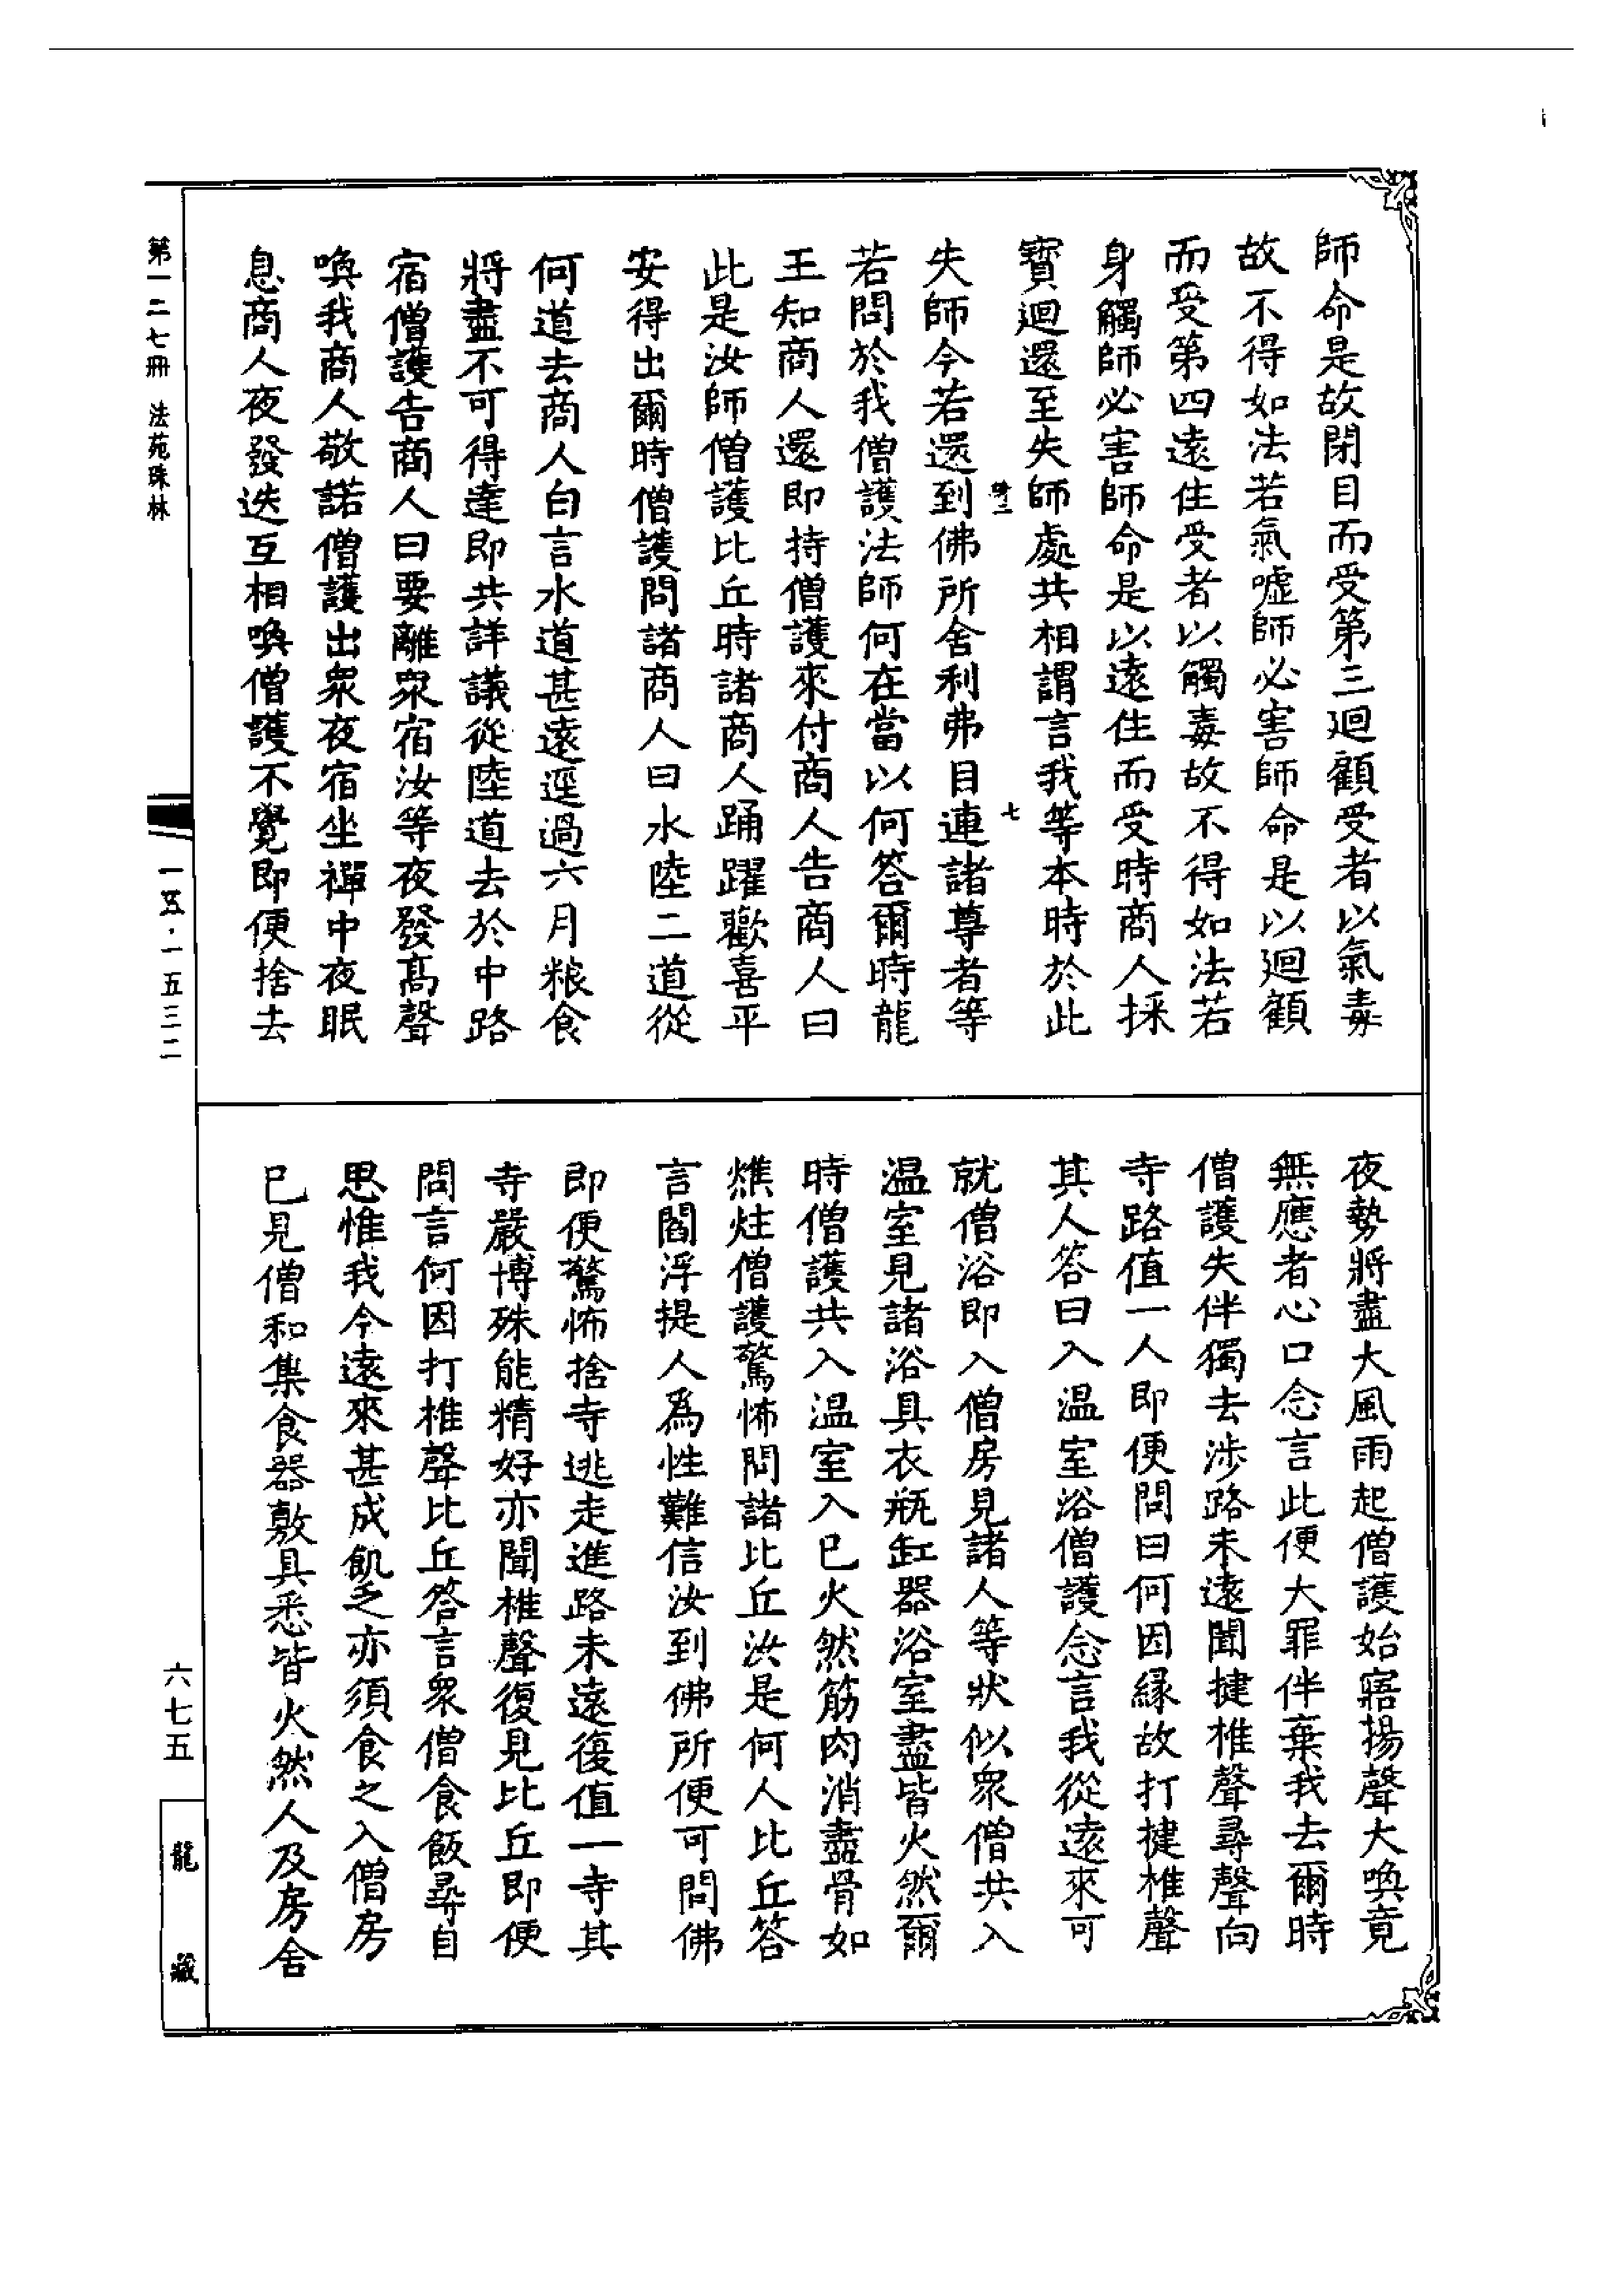 師命是故閉目而受第三迴顧受者以氣毒
故不得如法若氣噓師必害師命是以迴顧
而受第四遠住受者以觸毒故不得如法若
身觸師必害師命是以遠住而受時商人採
寶迴還至失師處共相謂言我等本時於此
七
失師今若還到佛所舍利弗目連諸尊者等
若問於我僧護法師何在當以何答爾時龍
王知商人還即持僧護來付商人告商人曰
此是汝師僧護比丘時諸商人踊躍歡喜平
安得出爾時僧護問諸商人曰水陸二道從
何道去商人白言水道甚遠逕過六月粮食
將盡不可得達即共詳議從陸道去於中路
宿僧護告商人曰要離眾宿汝等夜發高聲
喚我商人敬諾僧護出眾夜宿坐禪中夜眠
息商人夜發迭互相喚僧護不覺即便捨去
夜勢將盡大風雨起僧護始寤揚聲大喚竟
無應者心口念言此便大罪伴棄我去爾時
僧護失伴獨去涉路未遠聞揵椎聲尋聲向
寺路值一人即便問曰何因緣故打揵椎聲
其人答曰入温室浴僧護念言我從遠來可
就僧浴即入僧房見諸人等狀似眾僧共入
温室見諸浴具衣瓶缸器浴室盡皆火然爾
時僧護共入温室入已火然筋肉消盡骨如
燋炷僧護驚怖問諸比丘汝是何人比丘答
言閻浮提人為性難信汝到佛所便可問佛
即便驚怖捨寺逃走進路未遠復值一寺其
寺嚴博殊能精好亦聞椎聲復見比丘即便
問言何因打椎聲比丘答言眾僧食飯尋自
思惟我今遠來甚成飢乏亦須食之入僧房
已見僧和集食器敷具悉皆火然人及房舍
第一二七冊 法苑珠林
一五·一五三二
六七五
龍藏